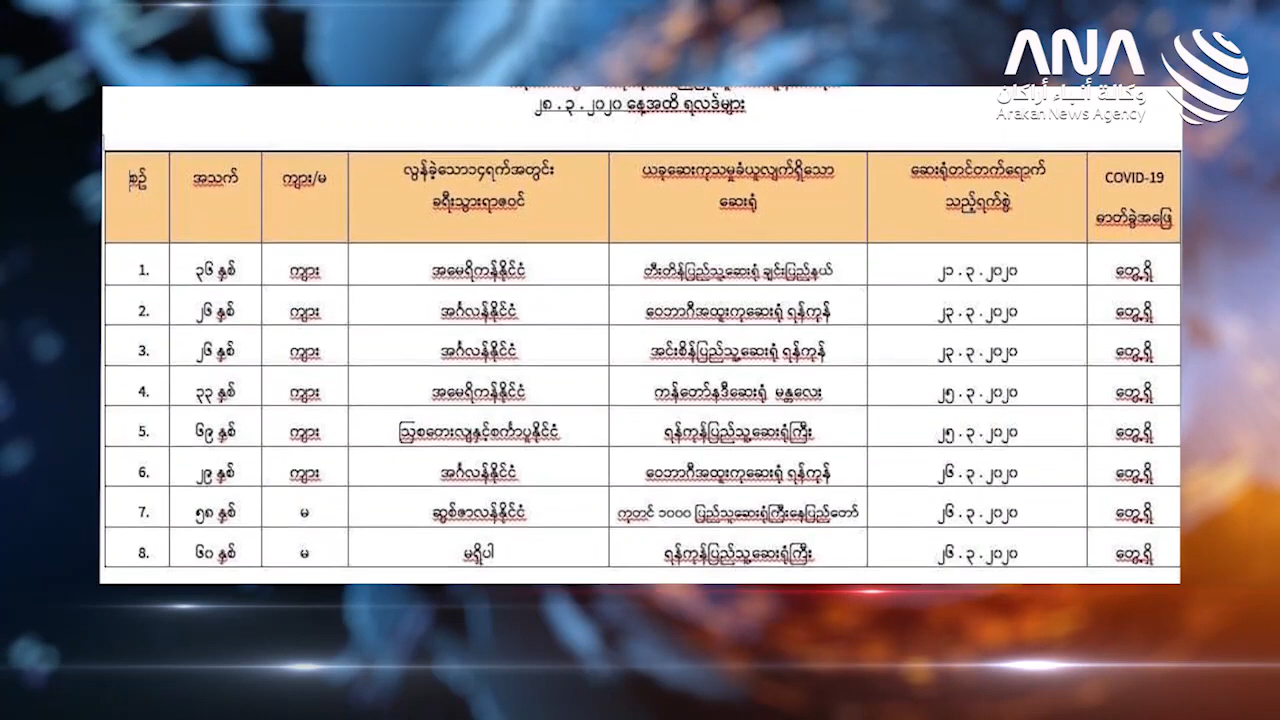 ANA
وكالة أنباء أراكان
Arakan News Agency
၂၈ . ၃ . ၂၀၂၀ နေ့အထိ ရလဒ်များ
စဉ် အသက် ကျား/မ လွန်ခဲ့သော၁၄ရက်အတွင်း ယခုဆေးကုသမှုခံယူလျက်ရှိသော ဆေးရုံတင်တက်ရောက် COVID-19
ခရီးသွားရာဇဝင် ဆေးရုံ သည့်ရက်စွဲ ဓာတ်ခွဲအဖြေ
1. ၃၆ နှစ် ကျား အမေရိကန်နိုင်ငံ တီးတိန်ပြည်သူ့ဆေးရုံ ချင်းပြည်နယ် ၂၁ . ၃ . ၂၀၂၀ တွေ့ရှိ
2. ၂၆ နှစ် ကျား အင်္ဂလန်နိုင်ငံ ဝေဘာဂီအထူးကုဆေးရုံ ရန်ကုန် ၂၃ . ၃ . ၂၀၂၀ တွေ့ရှိ
3. ၂၆ နှစ် ကျား အင်္ဂလန်နိုင်ငံ အင်းစိန်ပြည်သူ့ဆေးရုံ ရန်ကုန် ၂၃ . ၃ . ၂၀၂၀ တွေ့ရှိ
4. ၃၃ နှစ် ကျား အမေရိကန်နိုင်ငံ ကန်တော်နဒီဆေးရုံ မန္တလေး ၂၅ . ၃ . ၂၀၂၀ တွေ့ရှိ
5. ၆၉ နှစ် ကျား ဩစတေးလျနှင့်စင်္ကာပူနိုင်ငံ ရန်ကုန်ပြည်သူ့ဆေးရုံကြီး ၂၅ . ၃ . ၂၀၂၀ တွေ့ရှိ
6. ၂၉ နှစ် ကျား အင်္ဂလန်နိုင်ငံ ဝေဘာဂီအထူးကုဆေးရုံ ရန်ကုန် ၂၆ . ၃ . ၂၀၂၀ တွေ့ရှိ
7. ၅၈ နှစ် မ ဆွစ်ဇာလန်နိုင်ငံ ကုတင် ၁၀၀၀ ပြည်သူ့ဆေးရုံကြီးနေပြည်တော် ၂၆ . ၃ . ၂၀၂၀ တွေ့ရှိ
8. ၆၀ နှစ် မ မရှိပါ ရန်ကုန်ပြည်သူ့ဆေးရုံကြီး ၂၆ . ၃ . ၂၀၂၀ တွေ့ရှိ